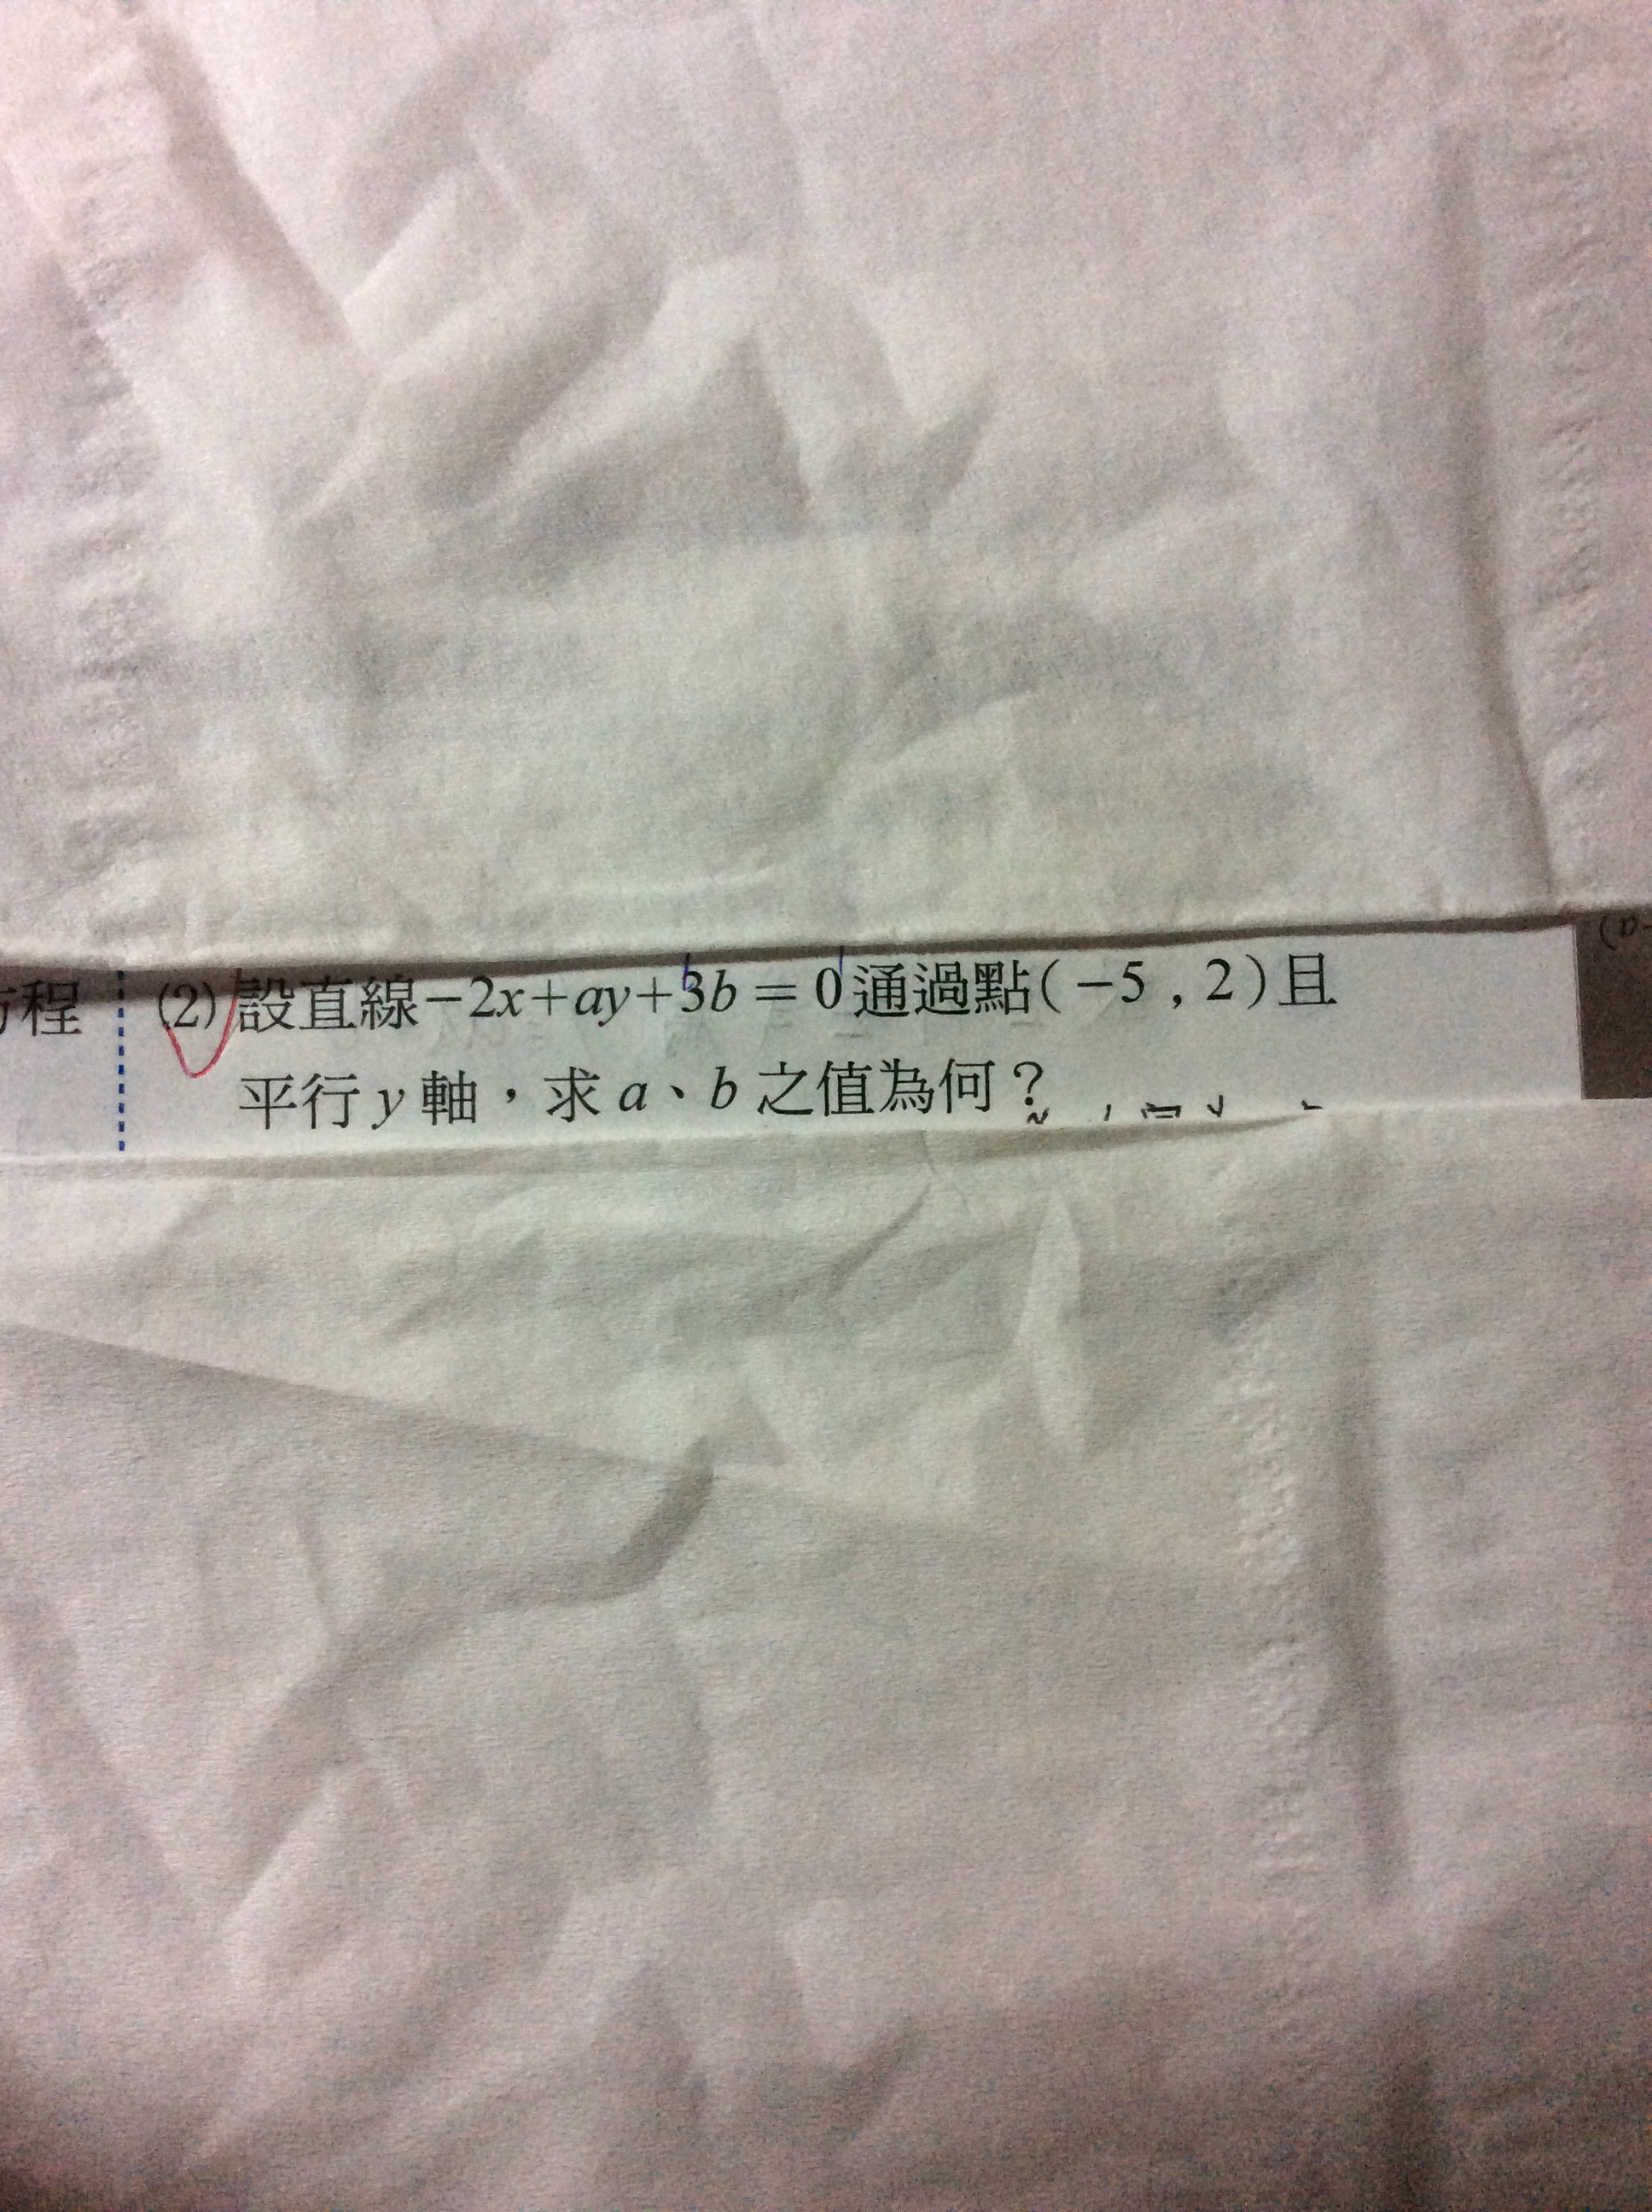 程 (2) 設直線−2x+ay+3b=0通過點(−5,2)且
平行y軸,求a、b之值為何?